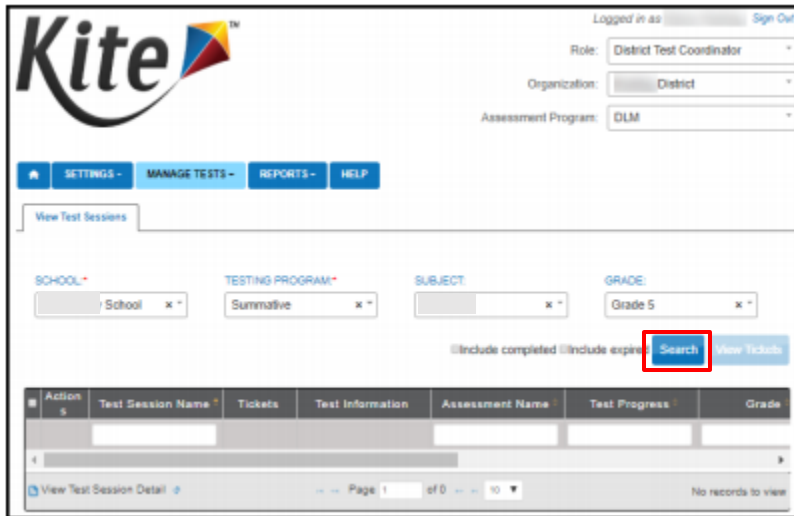 Logged in as Sign Out
Kite™
Role: District Test Coordinator
Organization: District
Assessment Program: DLM
SETTINGS - MANAGE TESTS - REPORTS - HELP
View Test Sessions
SCHOOL:* TESTING PROGRAM:* SUBJECT: GRADE:
School × Summative × × Grade 5 ×
Include completed Include expired Search View Tickets
Action
s Test Session Name Tickets Test Information Assessment Name Test Progress Grade
View Test Session Detail Page 1 of 0 10 No records to view